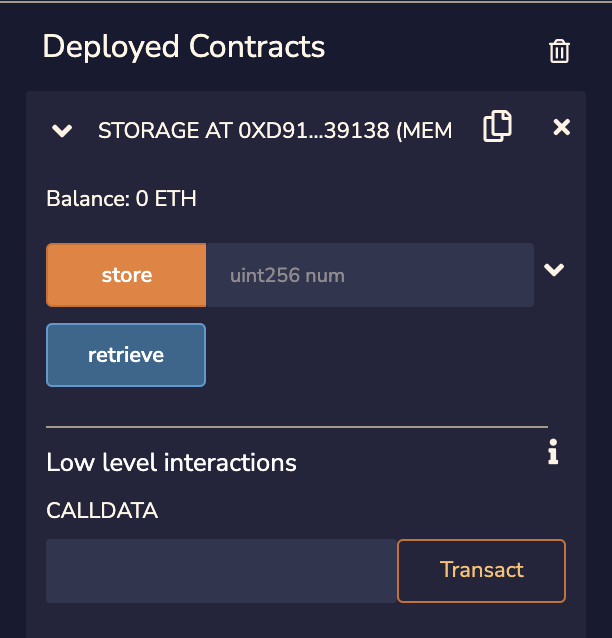 Deployed Contracts
STORAGE AT 0XD91...39138 (MEM
Balance: 0 ETH
store uint256 num
retrieve
Low level interactions
CALLDATA
Transact